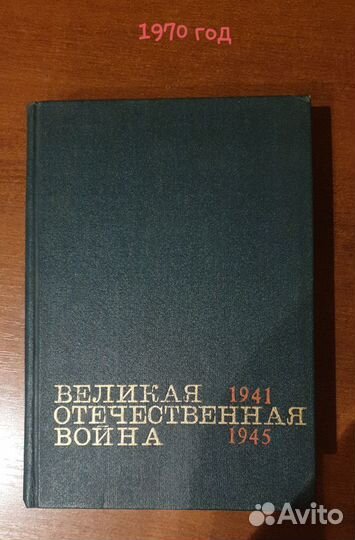 1970 год
ВЕЛИКАЯ 1941
ОТЕЧЕСТВЕННАЯ
ВОЙНА 1945
Avito